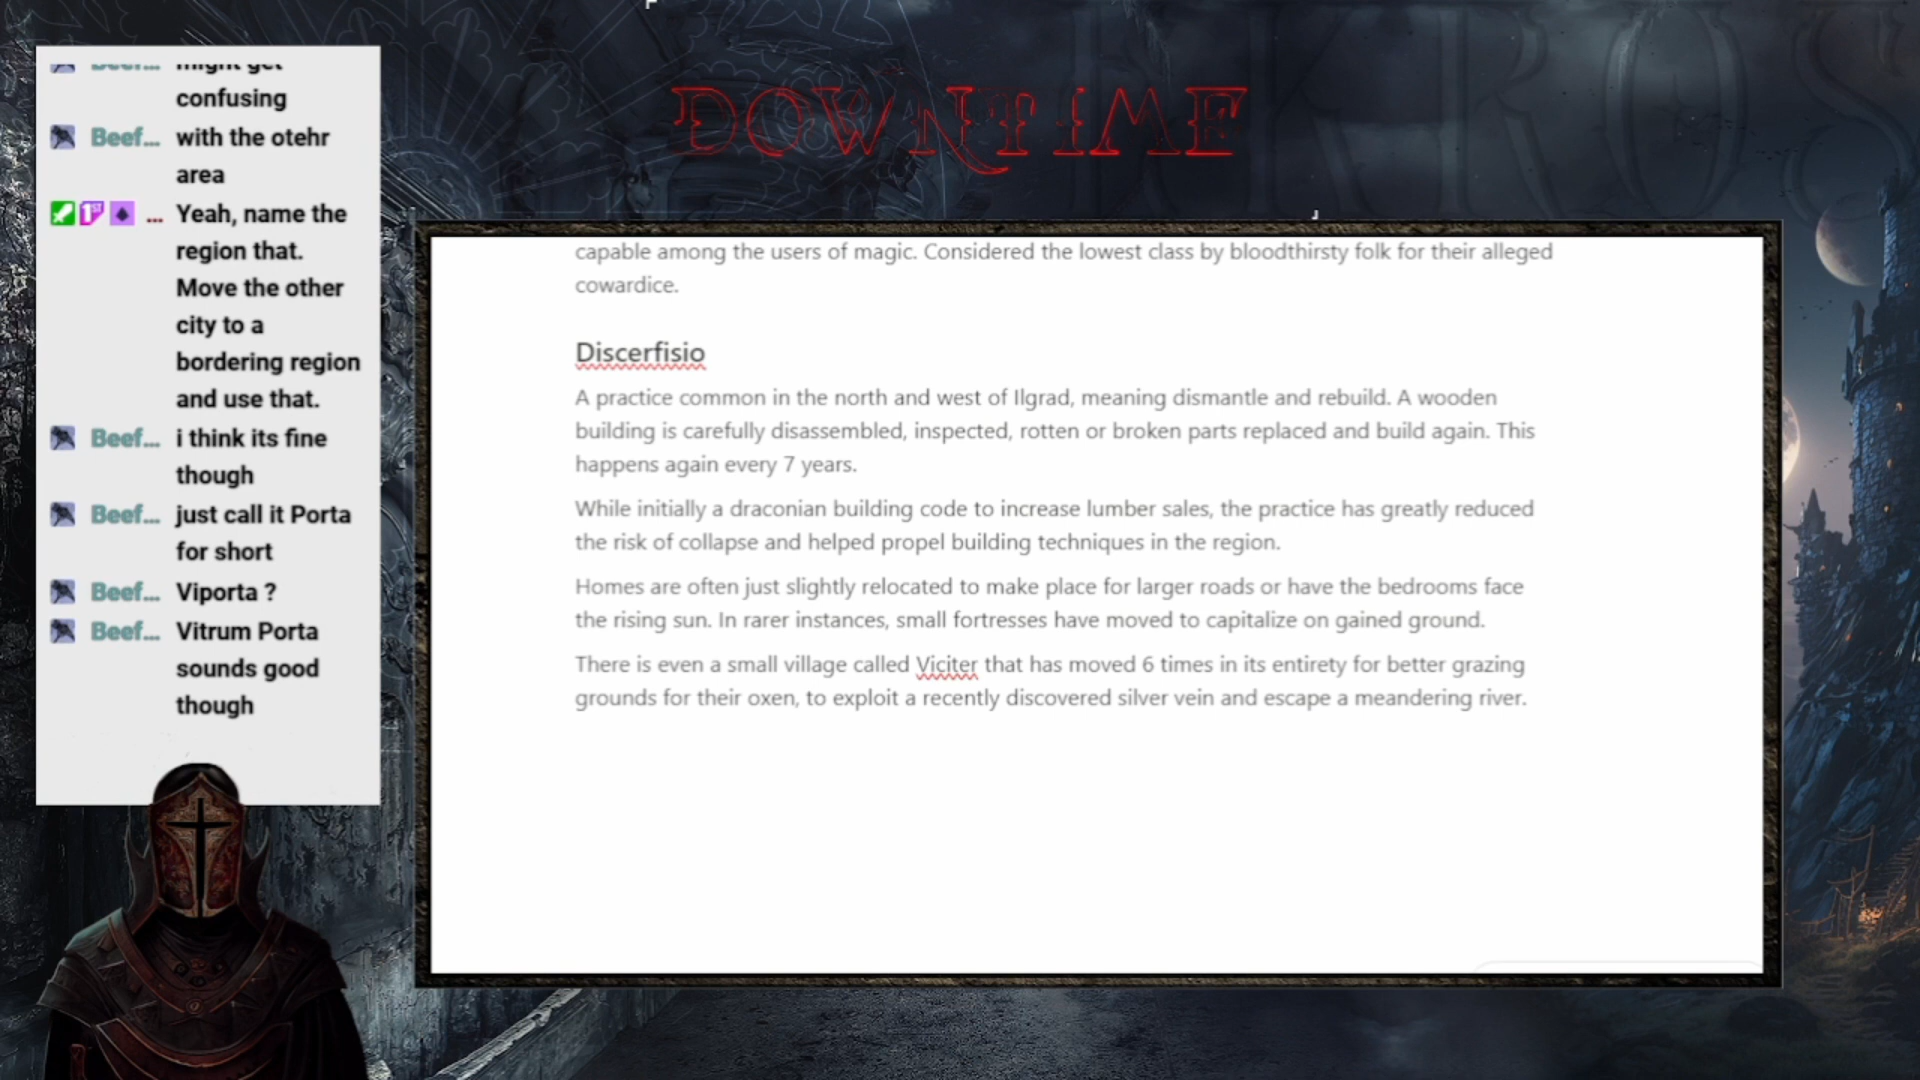 might get
confusing
Beef... with the otehr
area
... Yeah, name the
region that.
Move the other
city to a
bordering region
and use that.
Beef... i think its fine
though
Beef... just call it Porta
for short
Beef... Viporta ?
Beef... Vitrum Porta
sounds good
though
DOWNTIME
capable among the users of magic. Considered the lowest class by bloodthirsty folk for their alleged
cowardice.
Discerfisio
A practice common in the north and west of Ilgrad, meaning dismantle and rebuild. A wooden
building is carefully disassembled, inspected, rotten or broken parts replaced and build again. This
happens again every 7 years.
While initially a draconian building code to increase lumber sales, the practice has greatly reduced
the risk of collapse and helped propel building techniques in the region.
Homes are often just slightly relocated to make place for larger roads or have the bedrooms face
the rising sun. In rarer instances, small fortresses have moved to capitalize on gained ground.
There is even a small village called Viciter that has moved 6 times in its entirety for better grazing
grounds for their oxen, to exploit a recently discovered silver vein and escape a meandering river.